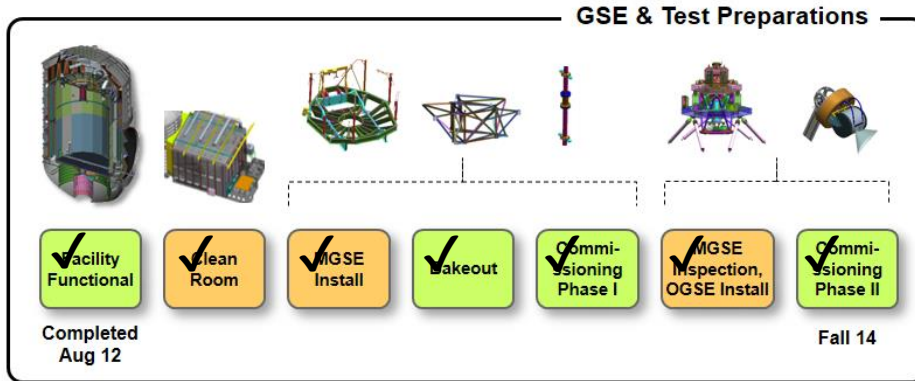 GSE & Test Preparations
Facility
Functional
Clean
Room
MGSE
Install
Bakeout
Commi-
ssioning
Phase I
MGSE
Inspection,
OGSE Install
Commi-
ssioning
Phase II
Completed
Aug 12
Fall 14